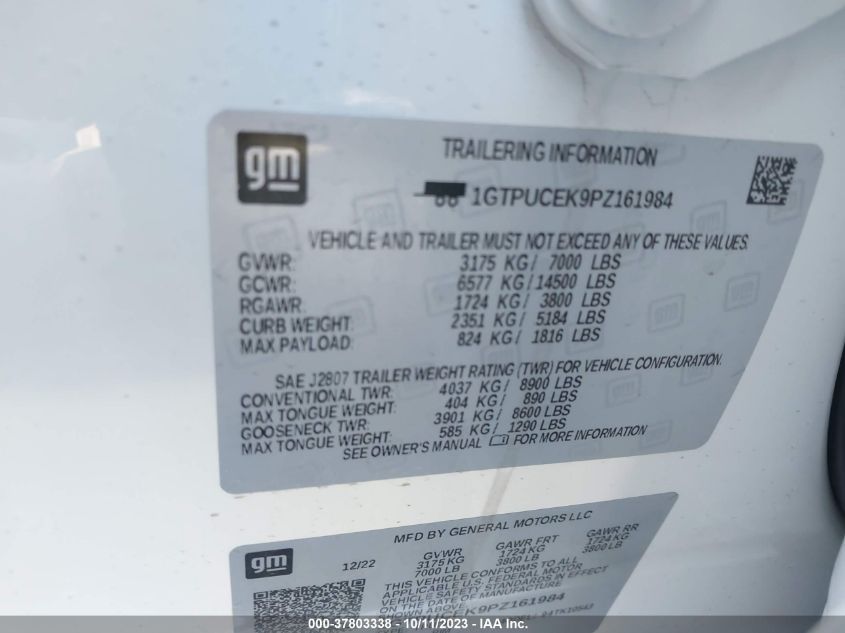 gm
TRAILERING INFORMATION
1GTPUCEK9PZ161984
VEHICLE AND TRAILER MUST NOT EXCEED ANY OF THESE VALUES.
GVWR: 3175 KG/ 7000 LBS
GCWR: 6577 KG/14500 LBS
RGAWR: 1724 KG/ 3800 LBS
CURB WEIGHT: 2351 KG/ 5184 LBS
MAX PAYLOAD: 824 KG/ 1816 LBS
SAE J2807 TRAILER WEIGHT RATING (TWR) FOR VEHICLE CONFIGURATION.
CONVENTIONAL TWR: 4037 KG/ 8900 LBS
MAX TONGUE WEIGHT: 404 KG/ 890 LBS
GOOSENECK TWR: 3901 KG/ 8600 LBS
MAX TONGUE WEIGHT: 585 KG/ 1290 LBS
SEE OWNER'S MANUAL FOR MORE INFORMATION
gm
MFD BY GENERAL MOTORS LLC
12/22 GVWR GAWR FRT GAWR RR
3175 KG 1724 KG 1724 KG
7000 LB 3800 LB 3800 LB
THIS VEHICLE CONFORMS TO ALL
APPLICABLE U.S. FEDERAL MOTOR
VEHICLE SAFETY STANDARDS IN EFFECT
ON THE DATE OF MANUFACTURE
SHOWN ABOVE
000-37803338 - 10/11/2023 - IAA Inc.